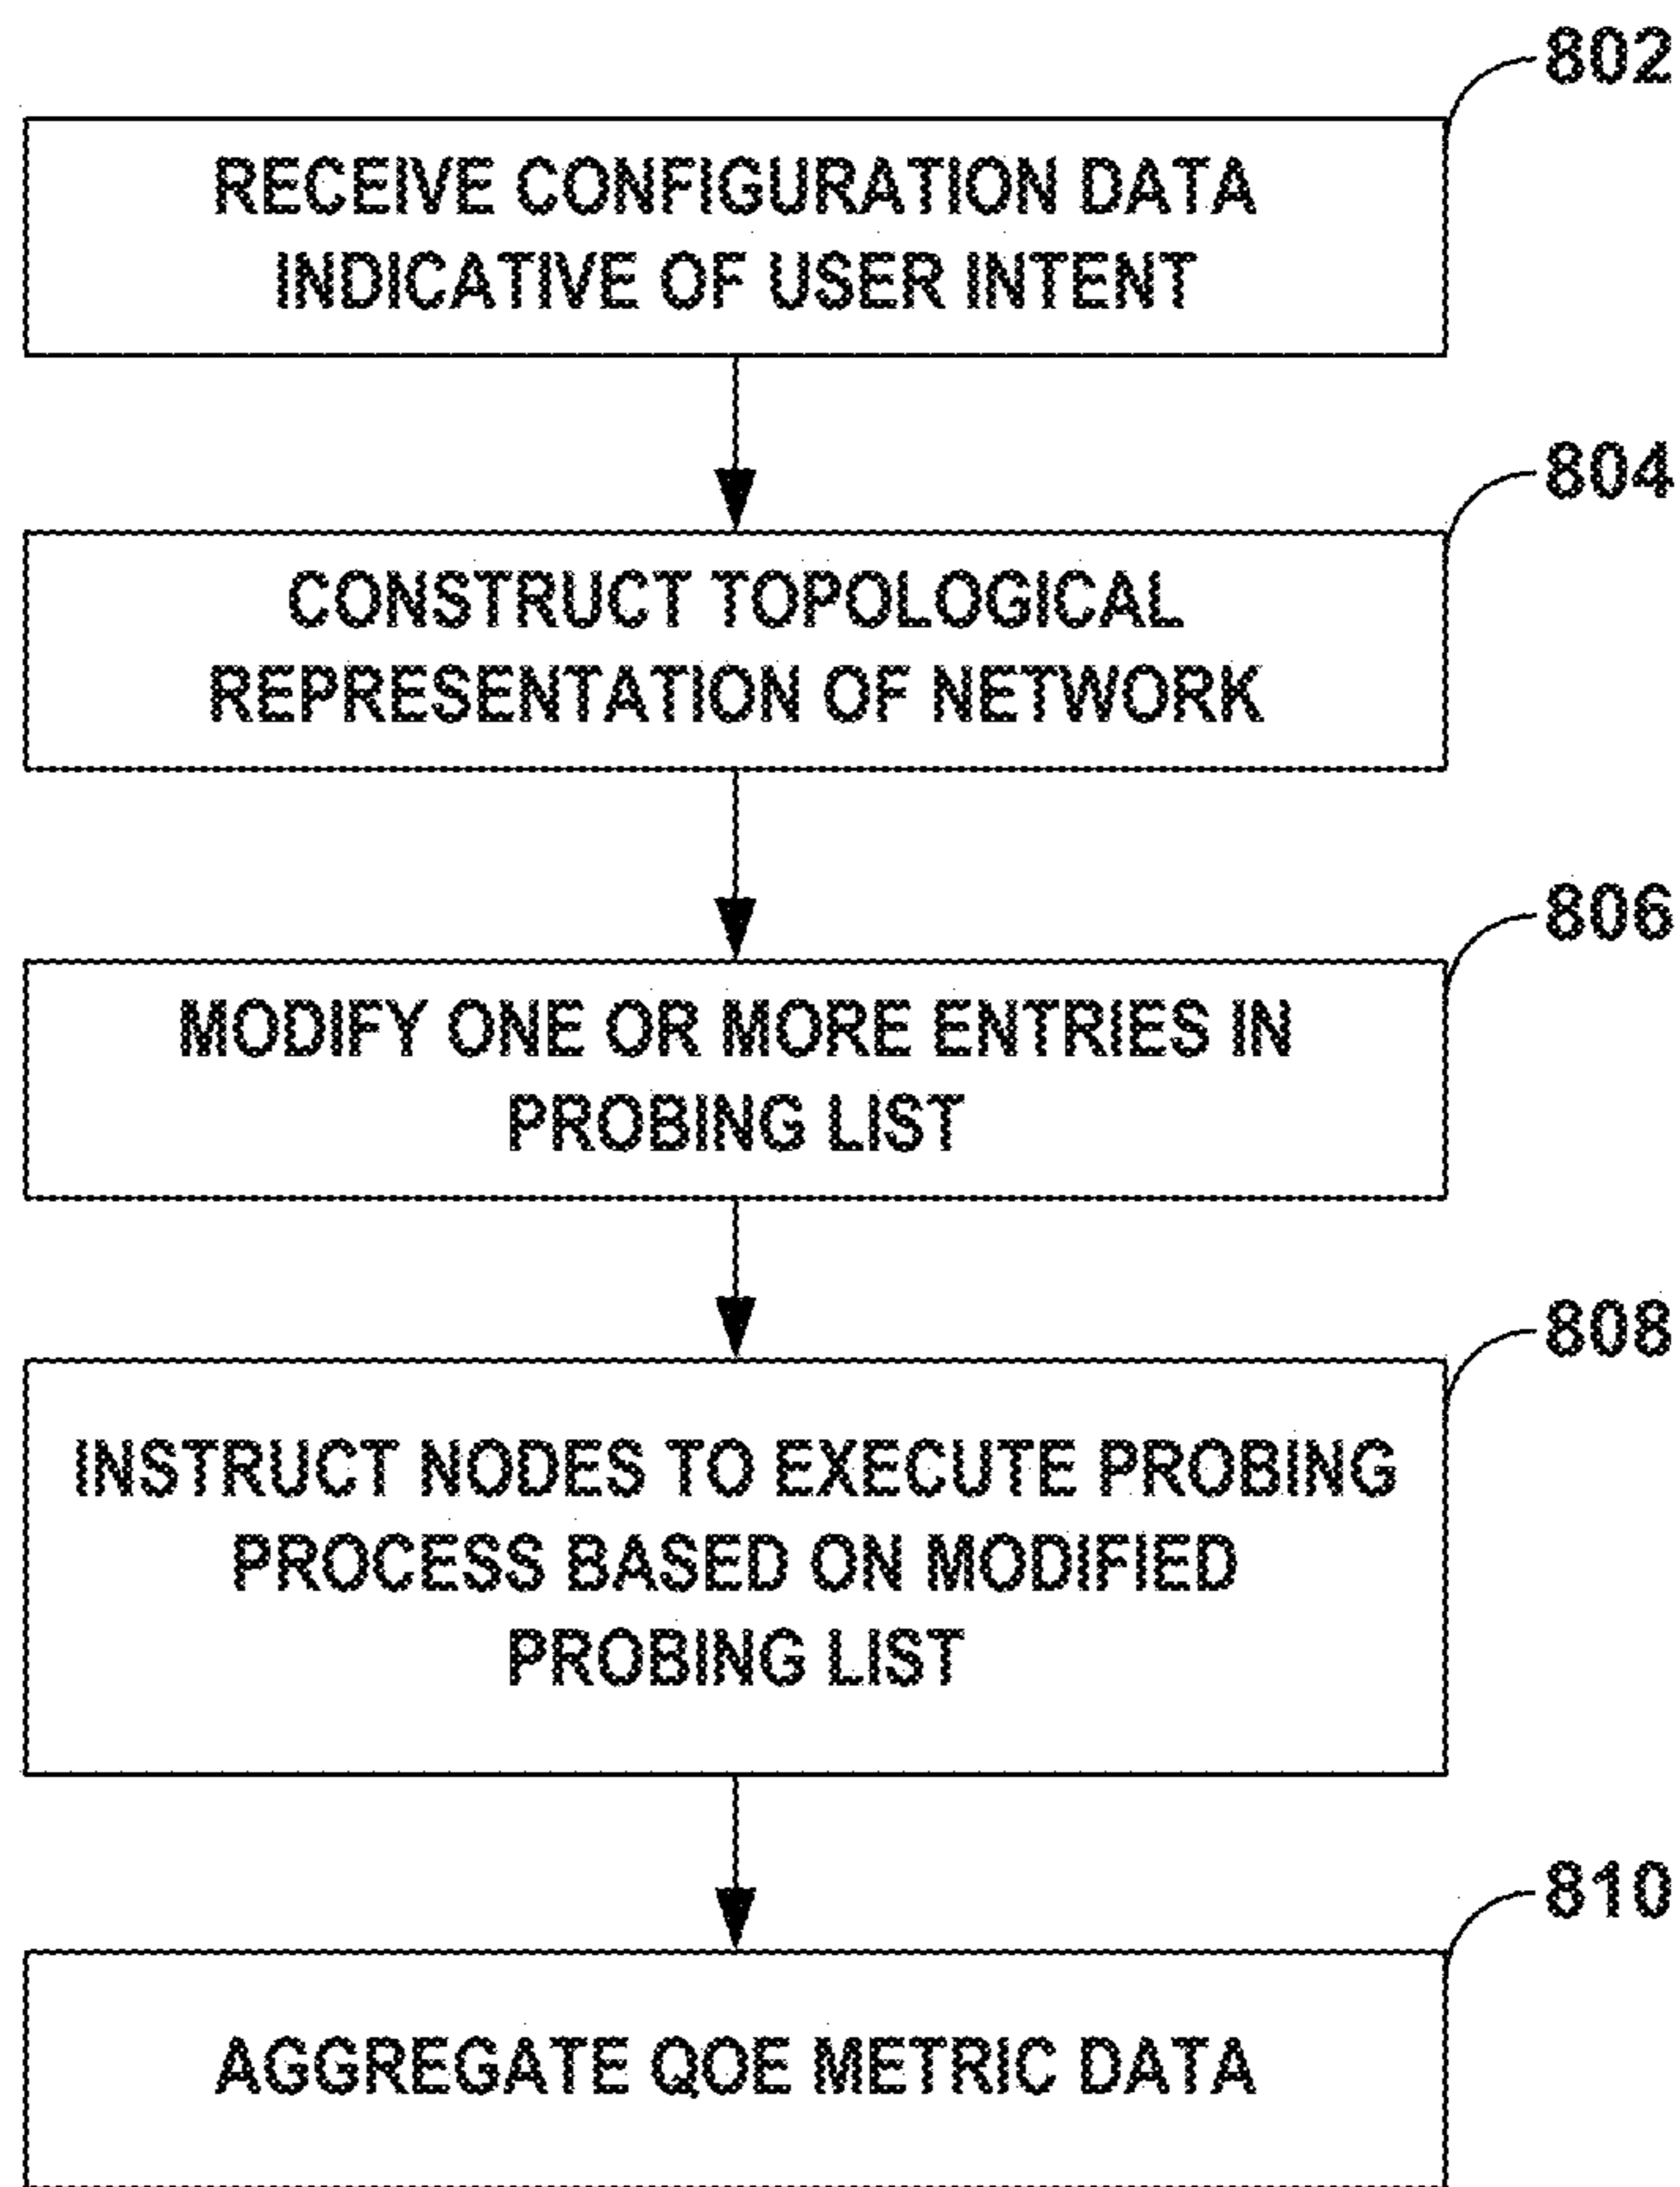 802
RECEIVE CONFIGURATION DATA
INDICATIVE OF USER INTENT
804
CONSTRUCT TOPOLOGICAL
REPRESENTATION OF NETWORK
806
MODIFY ONE OR MORE ENTRIES IN
PROBING LIST
808
INSTRUCT NODES TO EXECUTE PROBING
PROCESS BASED ON MODIFIED
PROBING LIST
810
AGGREGATE QOE METRIC DATA